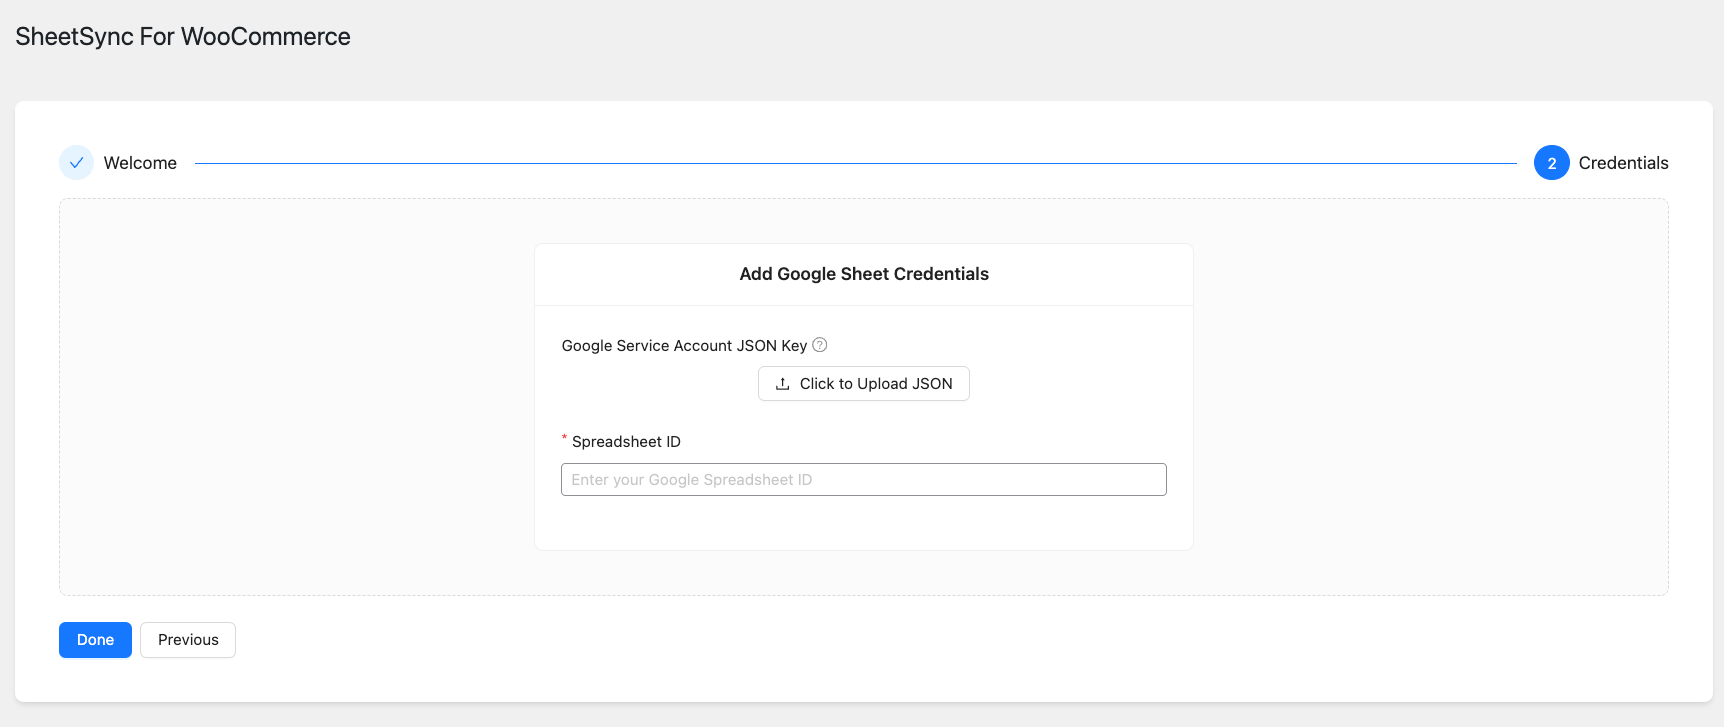 SheetSync For WooCommerce
Welcome
2 Credentials
Add Google Sheet Credentials
Google Service Account JSON Key ?
Click to Upload JSON
* Spreadsheet ID
Enter your Google Spreadsheet ID
Done Previous